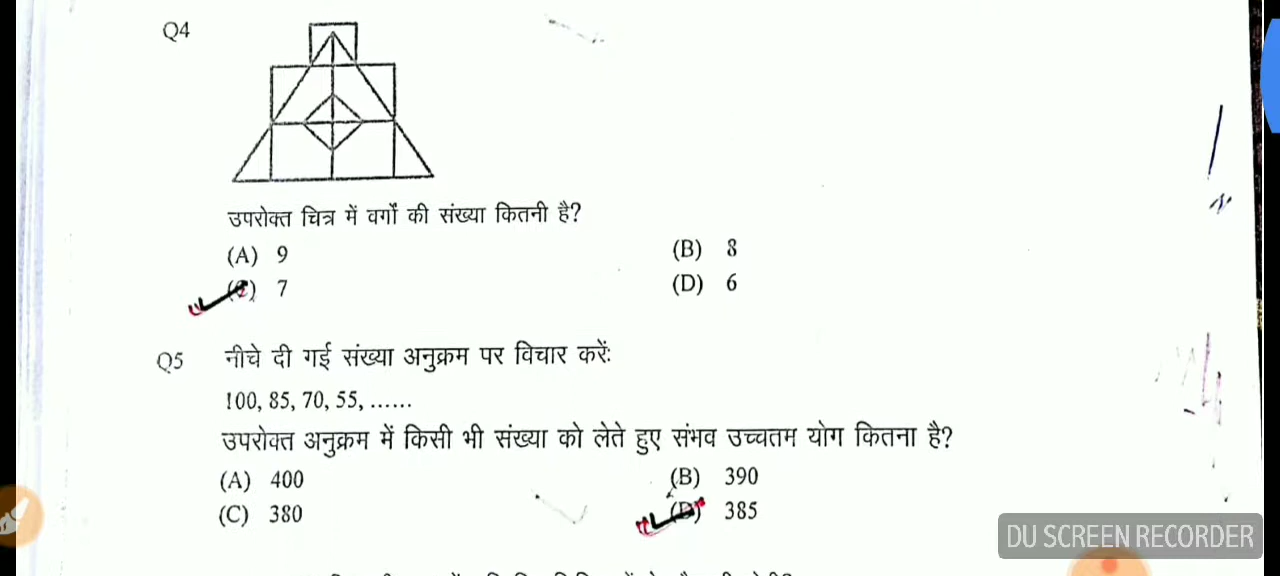 Q4
उपरोक्त चित्र में वर्गों की संख्या कितनी है?
(A) 9
(B) 8
(C) 7
(D) 6
Q5 नीचे दी गई संख्या अनुक्रम पर विचार करें:
100, 85, 70, 55, ......
उपरोक्त अनुक्रम में किसी भी संख्या को लेते हुए संभव उच्चतम योग कितना है?
(A) 400
(B) 390
(C) 380
(D) 385
DU SCREEN RECORDER